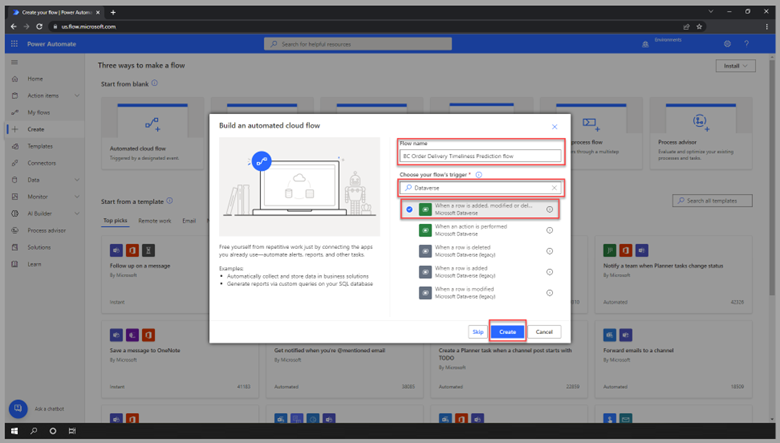 Create your flow | Power Automa
us.flow.microsoft.com
Power Automate
Search for helpful resources
Environments
Home
Action items
My flows
Create
Templates
Connectors
Data
Monitor
AI Builder
Process advisor
Solutions
Learn
Ask a chatbot
Three ways to make a flow
Install
Start from blank
Automated cloud flow
Triggered by a designated event.
process flow
through a multistep
Process advisor
Evaluate and optimize your existing
processes and tasks.
Build an automated cloud flow
Free yourself from repetitive work just by connecting the apps
you already use—automate alerts, reports, and other tasks.
Examples:
• Automatically collect and store data in business solutions
• Generate reports via custom queries on your SQL database
Flow name
BC Order Delivery Timeliness Prediction flow
Choose your flow's trigger *
Dataverse
When a row is added, modified or del...
Microsoft Dataverse
When an action is performed
Microsoft Dataverse
When a row is deleted
Microsoft Dataverse (legacy)
When a row is added
Microsoft Dataverse (legacy)
When a row is modified
Microsoft Dataverse (legacy)
Skip
Create
Cancel
Start from a template
Search all templates
Top picks
Remote work
Email
Follow up on a message
By Microsoft
Instant
Notify a team when Planner tasks change status
By Microsoft
Automated
Save a message to OneNote
By Microsoft
Instant
Get notified when you're @mentioned email
By Microsoft
Automated
Create a Planner task when a channel post starts with
TODO
By Microsoft
Automated
Forward emails to a channel
By Microsoft
Automated